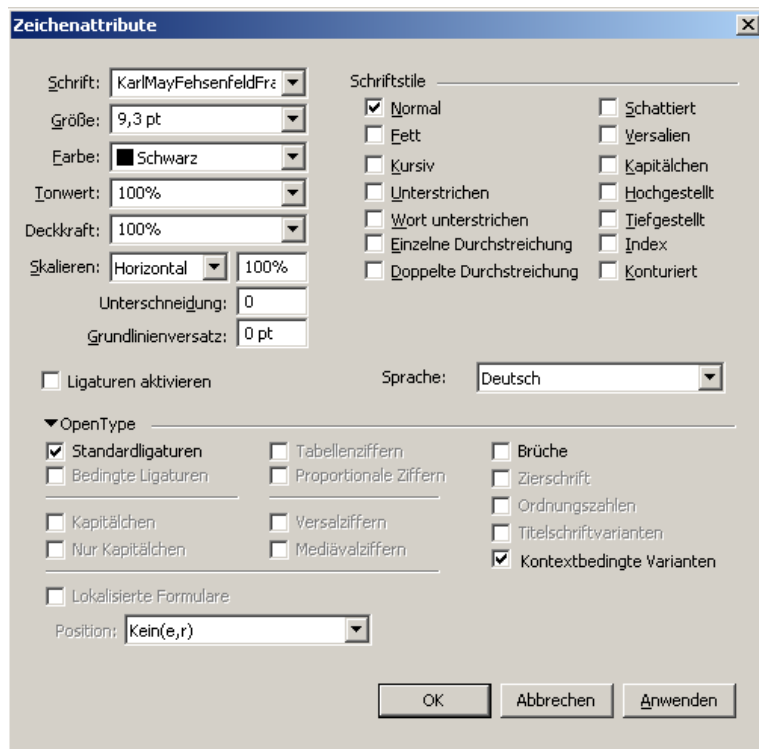 Zeichenattribute
Schrift: KarlMayFehsenfeldFra
Größe: 9,3 pt
Farbe: Schwarz
Tonwert: 100%
Deckkraft: 100%
Skalieren: Horizontal 100%
Unterschneidung: 0
Grundlinienversatz: 0 pt
Schriftstile
Normal Schattiert
Fett Versalien
Kursiv Kapitälchen
Unterstrichen Hochgestellt
Wort unterstrichen Tiefgestellt
Einzelne Durchstreichung Index
Doppelte Durchstreichung Konturiert
Ligaturen aktivieren Sprache: Deutsch
OpenType
Standardligaturen Tabellenziffern Brüche
Bedingte Ligaturen Proportionale Ziffern Zierschrift
Ordnungszahlen
Kapitälchen Versalziffern Titelschriftvarianten
Nur Kapitälchen Mediävalziffern Kontextbedingte Varianten
Lokalisierte Formulare
Position: Kein(e,r)
OK Abbrechen Anwenden